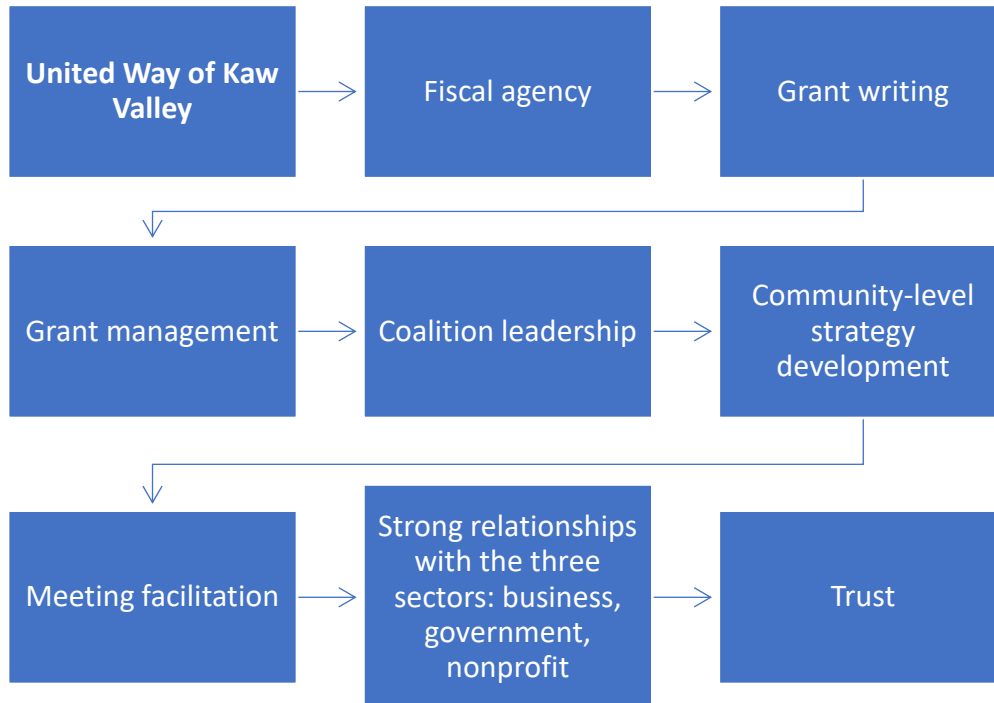 United Way of Kaw
Valley
Fiscal agency
Grant writing
Grant management
Coalition leadership
Community-level
strategy
development
Meeting facilitation
Strong relationships
with the three
sectors: business,
government,
nonprofit
Trust